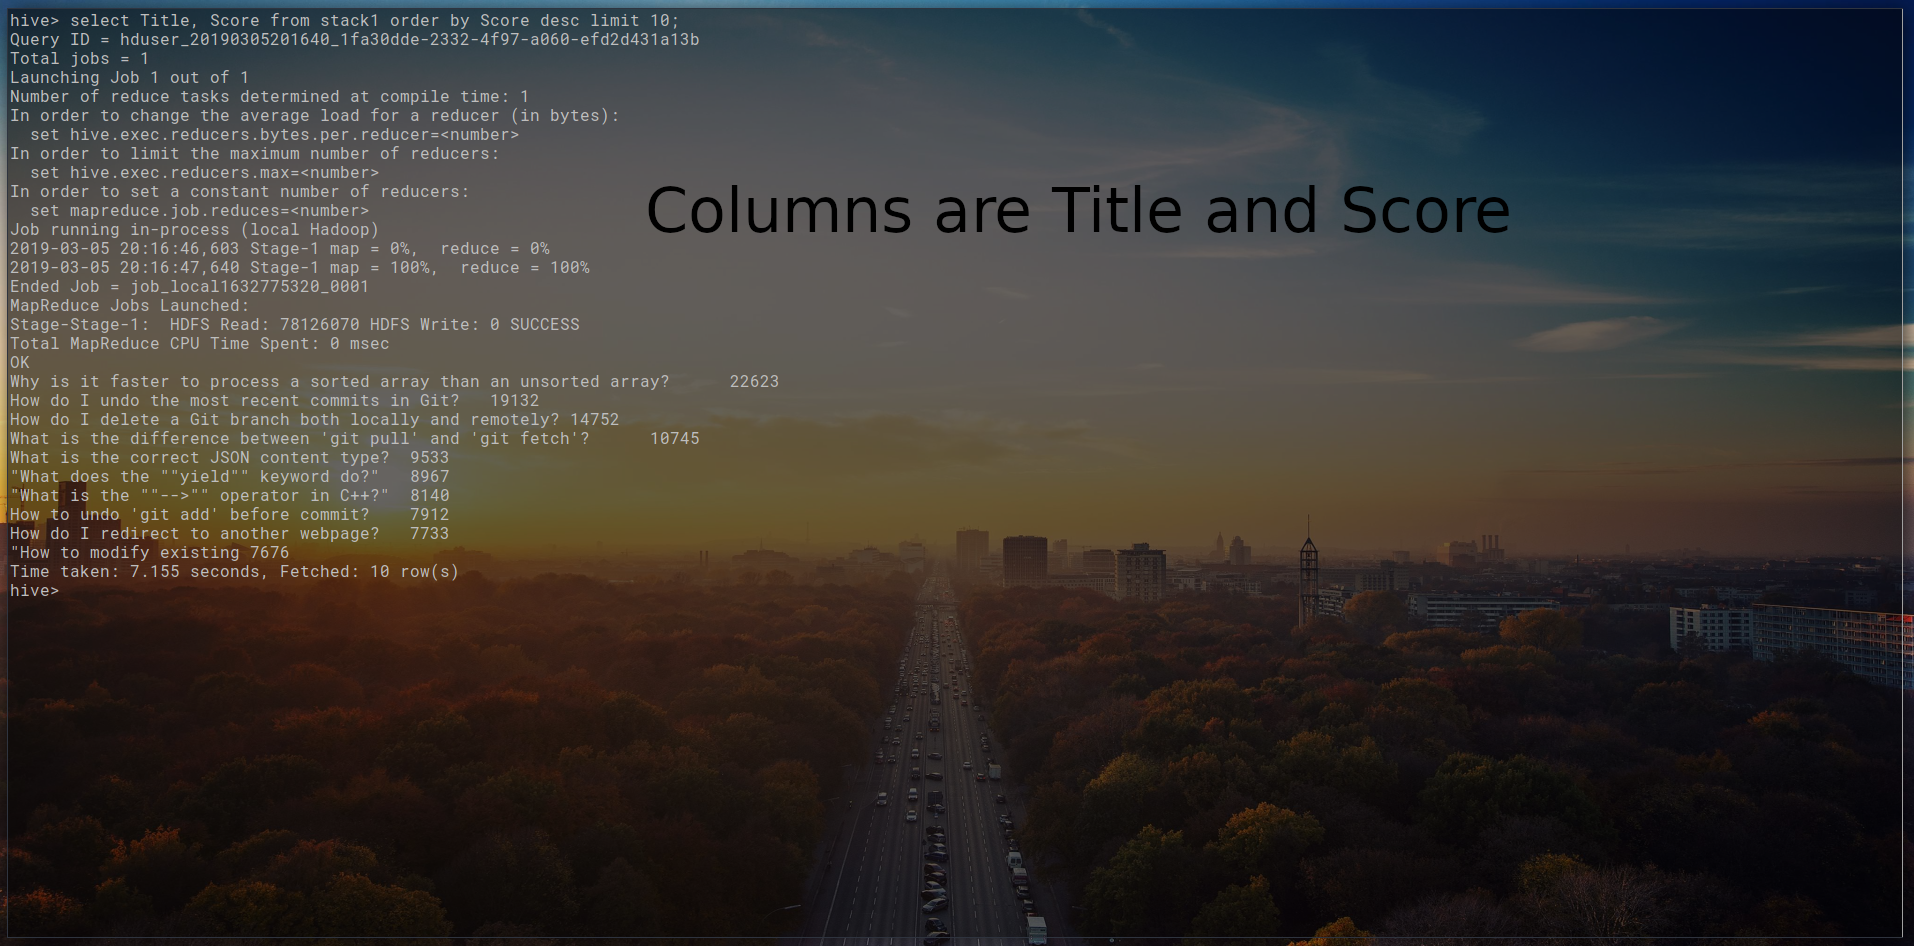 hive> select Title, Score from stack1 order by Score desc limit 10;
Query ID = hduser_20190305201640_1fa30dde-2332-4f97-a060-efd2d431a13b
Total jobs = 1
Launching Job 1 out of 1
Number of reduce tasks determined at compile time: 1
In order to change the average load for a reducer (in bytes):
  set hive.exec.reducers.bytes.per.reducer=<number>
In order to limit the maximum number of reducers:
  set hive.exec.reducers.max=<number>
In order to set a constant number of reducers:
  set mapreduce.job.reduces=<number>
Columns are Title and Score
Job running in-process (local Hadoop)
2019-03-05 20:16:46,603 Stage-1 map = 0%,  reduce = 0%
2019-03-05 20:16:47,640 Stage-1 map = 100%,  reduce = 100%
Ended Job = job_local1632775320_0001
MapReduce Jobs Launched:
Stage-Stage-1:  HDFS Read: 78126070 HDFS Write: 0 SUCCESS
Total MapReduce CPU Time Spent: 0 msec
OK
Why is it faster to process a sorted array than an unsorted array?      22623
How do I undo the most recent commits in Git?   19132
How do I delete a Git branch both locally and remotely? 14752
What is the difference between 'git pull' and 'git fetch'?      10745
What is the correct JSON content type?  9533
"What does the ""yield"" keyword do?"   8967
"What is the ""-->"" operator in C++?"  8140
How to undo 'git add' before commit?    7912
How do I redirect to another webpage?   7733
"How to modify existing 7676
Time taken: 7.155 seconds, Fetched: 10 row(s)
hive>